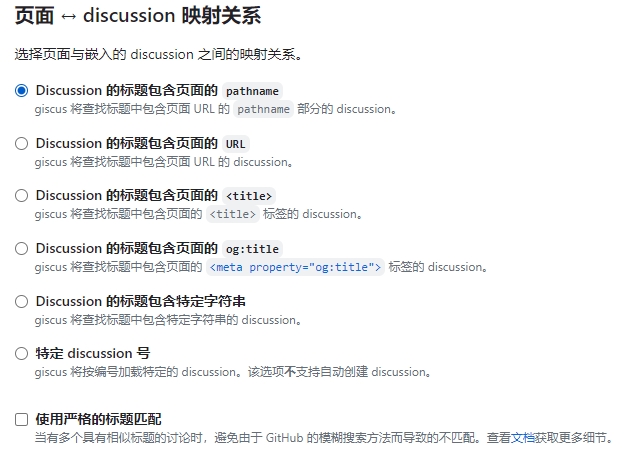 页面 ↔ discussion 映射关系
选择页面与嵌入的 discussion 之间的映射关系。
Discussion 的标题包含页面的 pathname
giscus 将查找标题中包含页面 URL 的 pathname 部分的 discussion。
Discussion 的标题包含页面的 URL
giscus 将查找标题中包含页面 URL 的 discussion。
Discussion 的标题包含页面的 <title>
giscus 将查找标题中包含页面的 <title> 标签的 discussion。
Discussion 的标题包含页面的 og:title
giscus 将查找标题中包含页面的 <meta property="og:title"> 标签的 discussion。
Discussion 的标题包含特定字符串
giscus 将查找标题中包含特定字符串的 discussion。
特定 discussion 号
giscus 将按编号加载特定的 discussion。该选项不支持自动创建 discussion。
使用严格的标题匹配
当有多个具有相似标题的讨论时，避免由于 GitHub 的模糊搜索方法而导致的不匹配。查看文档获取更多细节。